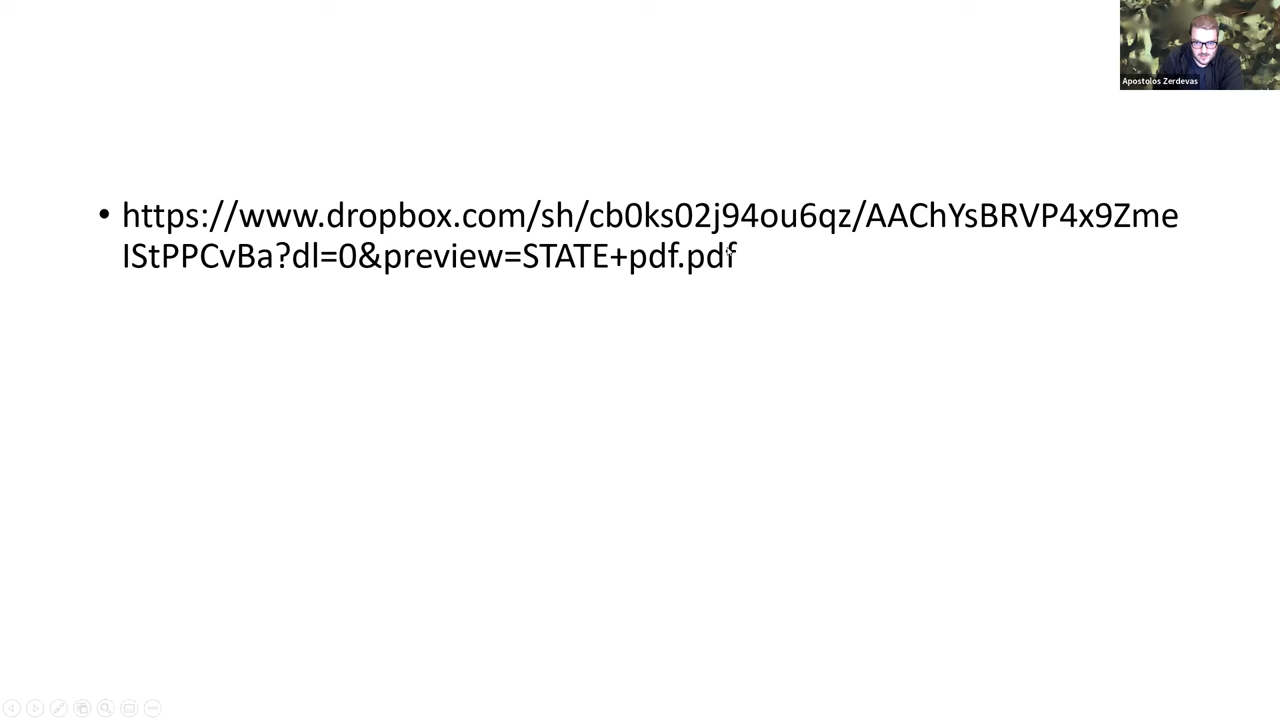 Apostolos Zerdevas
• https://www.dropbox.com/sh/cb0ks02j94ou6qz/AAChYsBRVP4x9Zme
IStPPCvBa?dl=0&preview=STATE+pdf.pdf